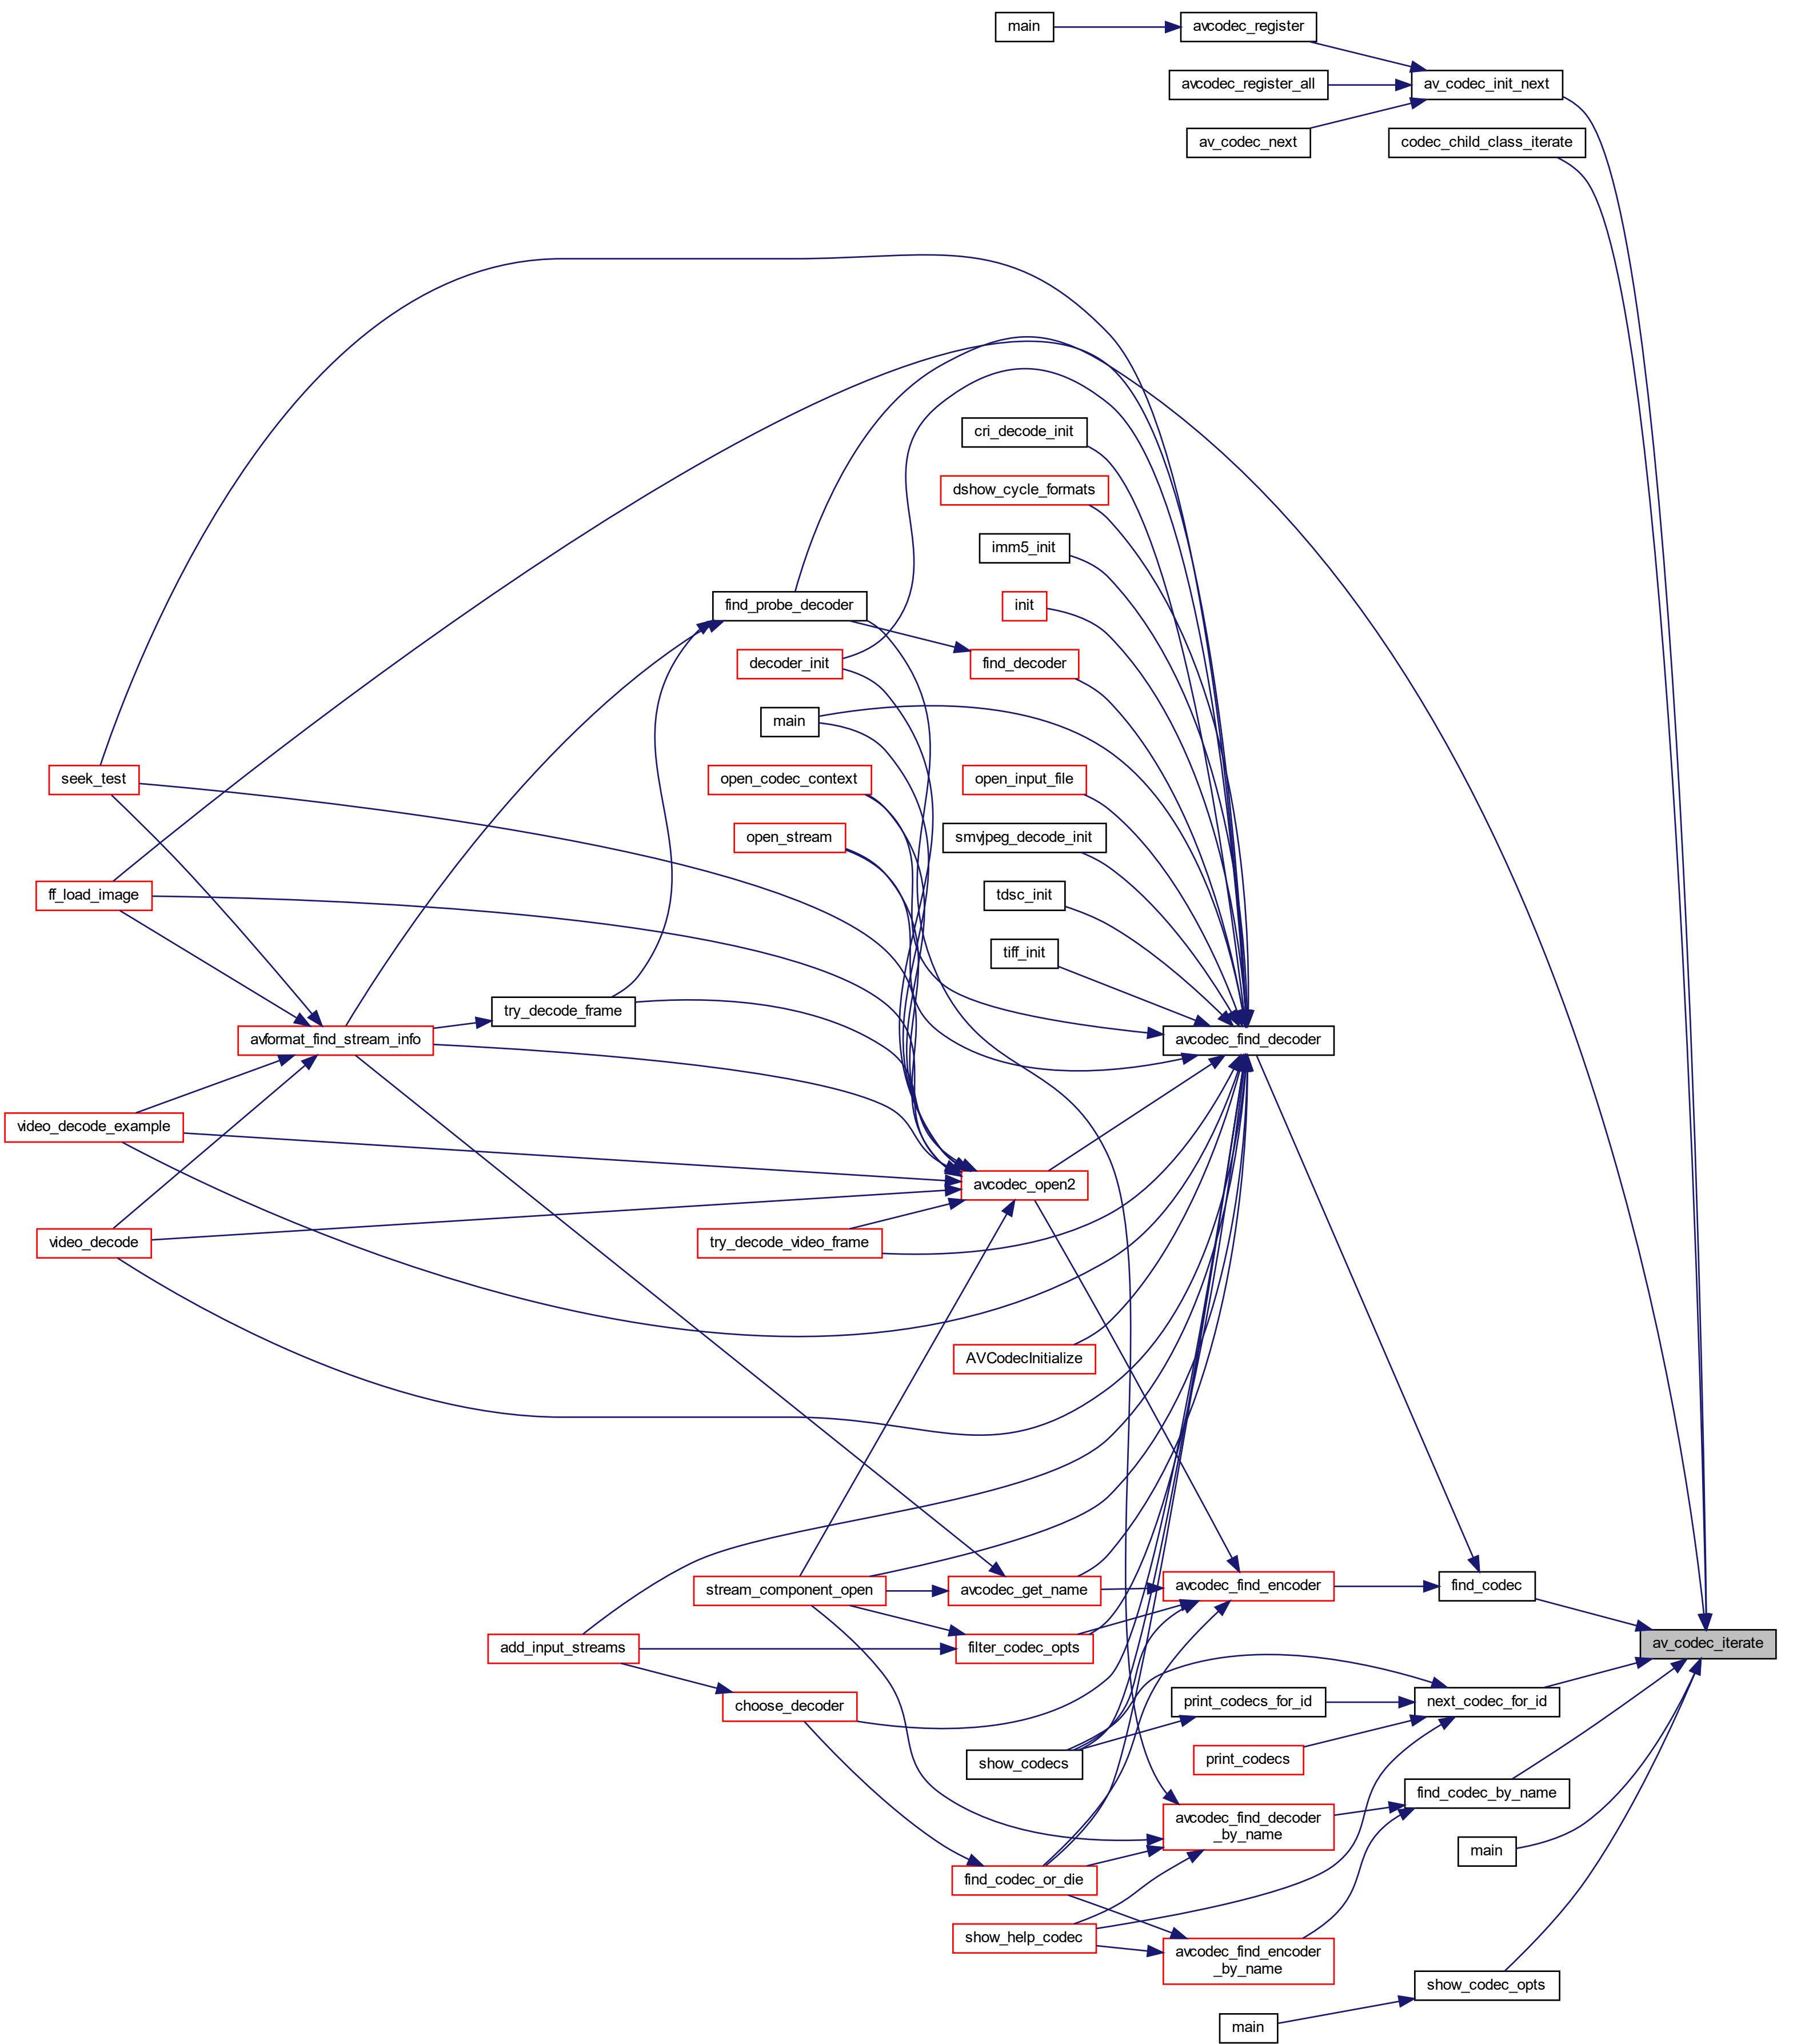 main
avcodec_register
avcodec_register_all
av_codec_init_next
av_codec_next
codec_child_class_iterate
cri_decode_init
dshow_cycle_formats
imm5_init
find_probe_decoder
init
decoder_init
find_decoder
main
seek_test
open_codec_context
open_input_file
open_stream
smvjpeg_decode_init
ff_load_image
tdsc_init
tiff_init
try_decode_frame
avformat_find_stream_info
avcodec_find_decoder
video_decode_example
avcodec_open2
video_decode
try_decode_video_frame
AVCodecInitialize
stream_component_open
avcodec_get_name
avcodec_find_encoder
find_codec
add_input_streams
filter_codec_opts
av_codec_iterate
choose_decoder
print_codecs_for_id
next_codec_for_id
show_codecs
print_codecs
find_codec_by_name
avcodec_find_decoder
_by_name
main
find_codec_or_die
show_help_codec
avcodec_find_encoder
_by_name
show_codec_opts
main